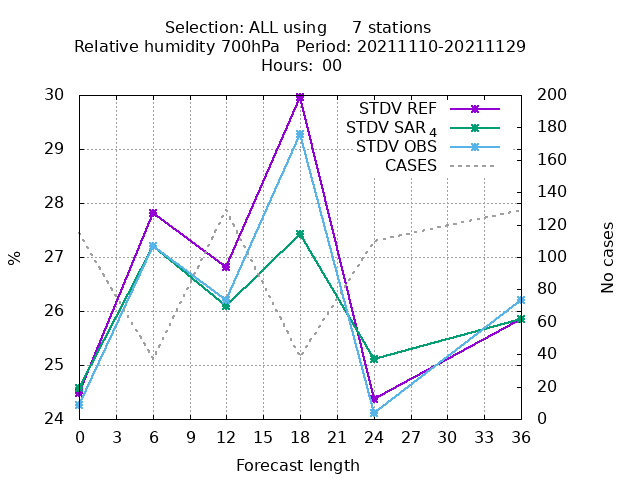 Selection: ALL using 7 stations
Relative humidity 700hPa Period: 20211110-20211129
Hours: 00
30 200
STDV REF
180
29 STDV SAR 4
STDV OBS
160
CASES
28 140
120
27 100
80
26
60
25 40
20
24 0
%
No cases
0 3 6 9 12 15 18 21 24 27 30 33 36
Forecast length